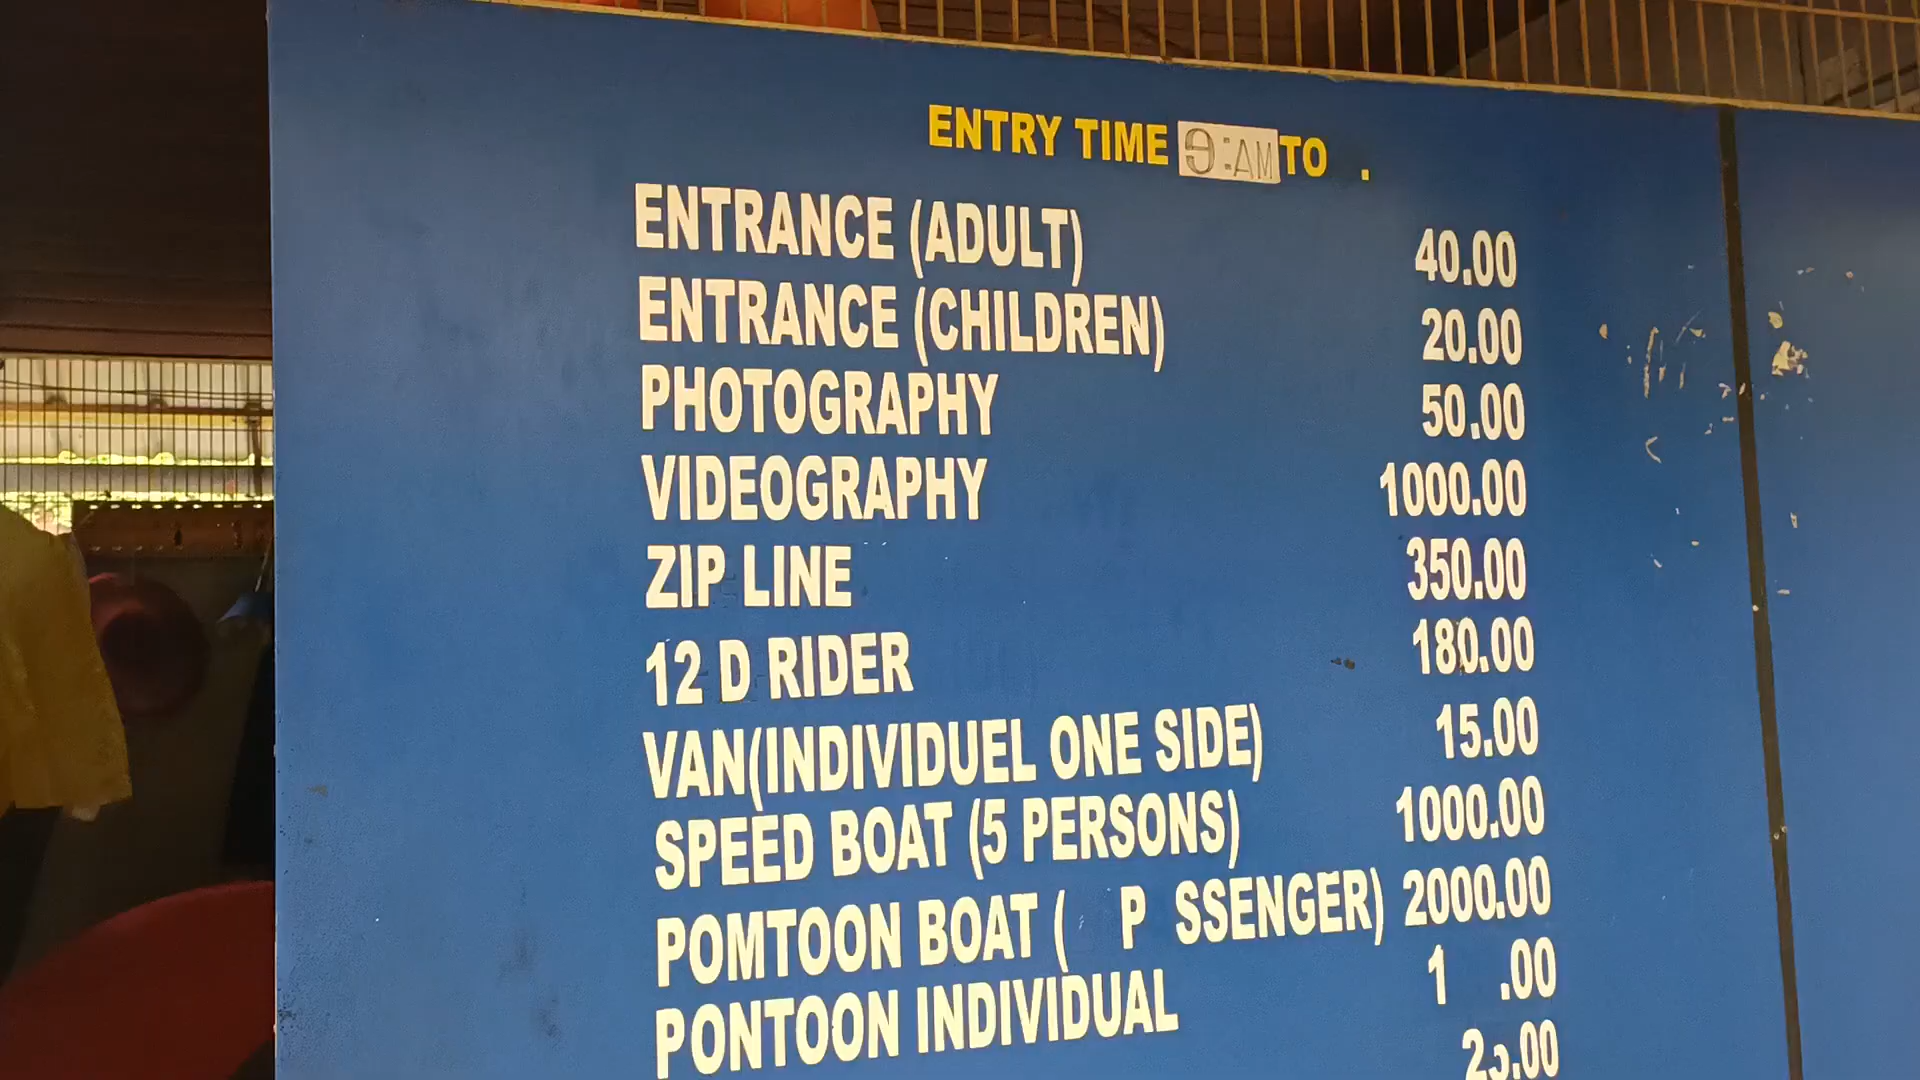 ENTRY TIME 9:AM TO .
ENTRANCE (ADULT) 40.00
ENTRANCE (CHILDREN) 20.00
PHOTOGRAPHY 50.00
VIDEOGRAPHY 1000.00
ZIP LINE 350.00
12 D RIDER 180.00
VAN(INDIVIDUEL ONE SIDE) 15.00
SPEED BOAT (5 PERSONS) 1000.00
POMTOON BOAT ( P SSENGER) 2000.00
PONTOON INDIVIDUAL 1 .00